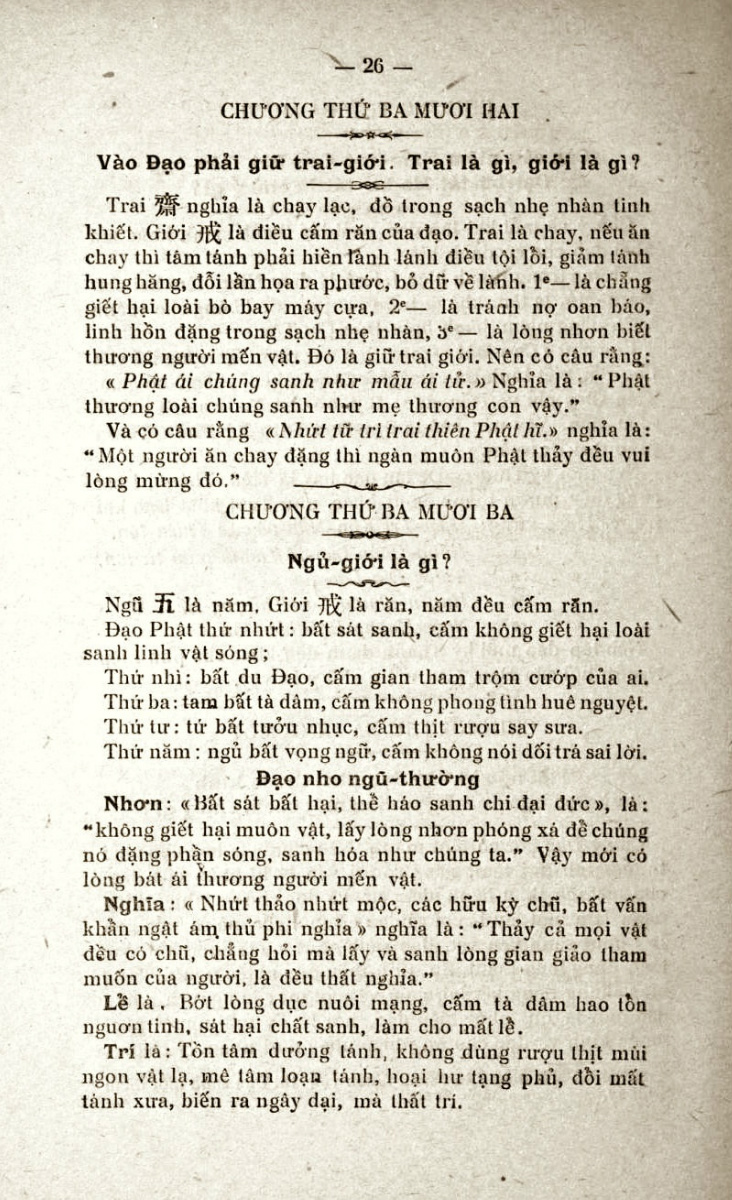 — 26 —
CHƯƠNG THỨ BA MƯƠI HAI
Vào Đạo phải giữ trai-giới. Trai là gì, giới là gì?
Trai 齋 nghỉa là chay lạc, đồ trong sạch nhẹ nhàn tinh
khiết. Giới 戒 là điều cấm răn của đạo. Trai là chay, nếu ăn
chay thì tâm tánh phải hiền lành lánh điều tội lỗi, giảm tánh
hung hăng, đỗi lần họa ra phước, bỏ dữ về lành. 1e— là chẳng
giết hại loài bò bay máy cựa, 2e— là tránh nợ oan báo,
linh hồn đặng trong sạch nhẹ nhàn, 3e— là lòng nhơn biết
thương người mến vật. Đó là giữ trai giới. Nên có câu rằng:
« Phật ái chúng sanh như mẫu ái tử. » Nghĩa là: “Phật
thương loài chúng sanh như mẹ thương con vậy.”
Và có câu rằng « Nhứt tử trì trai thiên Phật hĩ.» nghỉa là:
“Một người ăn chay đặng thì ngàn muôn Phật thảy đều vui
lòng mừng đó.”
CHƯƠNG THỨ BA MƯƠI BA
Ngủ-giới là gì?
Ngũ 五 là năm. Giới 戒 là răn, năm đều cấm răn.
Đạo Phật thứ nhứt: bất sát sanh, cấm không giết hại loài
sanh linh vật sóng;
Thứ nhì: bất du Đạo, cấm gian tham trộm cướp của ai.
Thứ ba: tam bất tà dâm, cấm không phong tình huê nguyệt.
Thứ tư: tứ bất tưởu nhục, cấm thịt rượu say sưa.
Thứ năm: ngủ bất vọng ngữ, cấm không nói dối trá sai lời.
Đạo nho ngũ-thường
Nhơn: «Bất sát bất hại, thể háo sanh chi đại đức», là:
“không giết hại muôn vật, lấy lòng nhơn phóng xá để chúng
nó đặng phần sóng, sanh hóa như chúng ta.” Vậy mới có
lòng bát ái thương người mến vật.
Nghĩa: « Nhứt thảo nhứt mộc, các hữu kỳ chũ, bất vấn
khẩn ngật ám thủ phi nghỉa » nghĩa là: “Thảy cả mọi vật
đều có chũ, chẳng hỏi mà lấy và sanh lòng gian giảo tham
muốn của người, là đều thất nghỉa.”
Lể là. Bớt lòng dục nuôi mạng, cấm tà dâm hao tồn
nguơn tinh, sát hại chất sanh, làm cho mất lể.
Trí là: Tồn tâm dưởng tánh, không dùng rượu thịt mùi
ngon vật lạ, mê tâm loạn tánh, hoại hư tạng phủ, đồi mất
tánh xưa, biến ra ngây dại, mà thất trí.